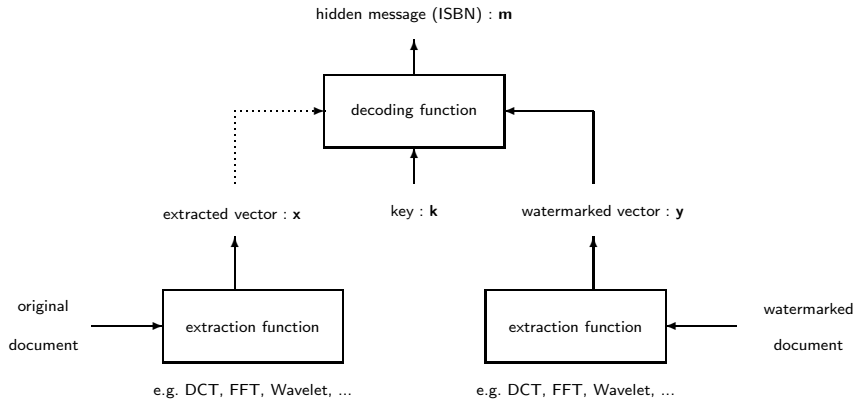 hidden message (ISBN) : m
decoding function
extracted vector : x
key : k
watermarked vector : y
original
document
extraction function
extraction function
watermarked
document
e.g. DCT, FFT, Wavelet, ...
e.g. DCT, FFT, Wavelet, ...